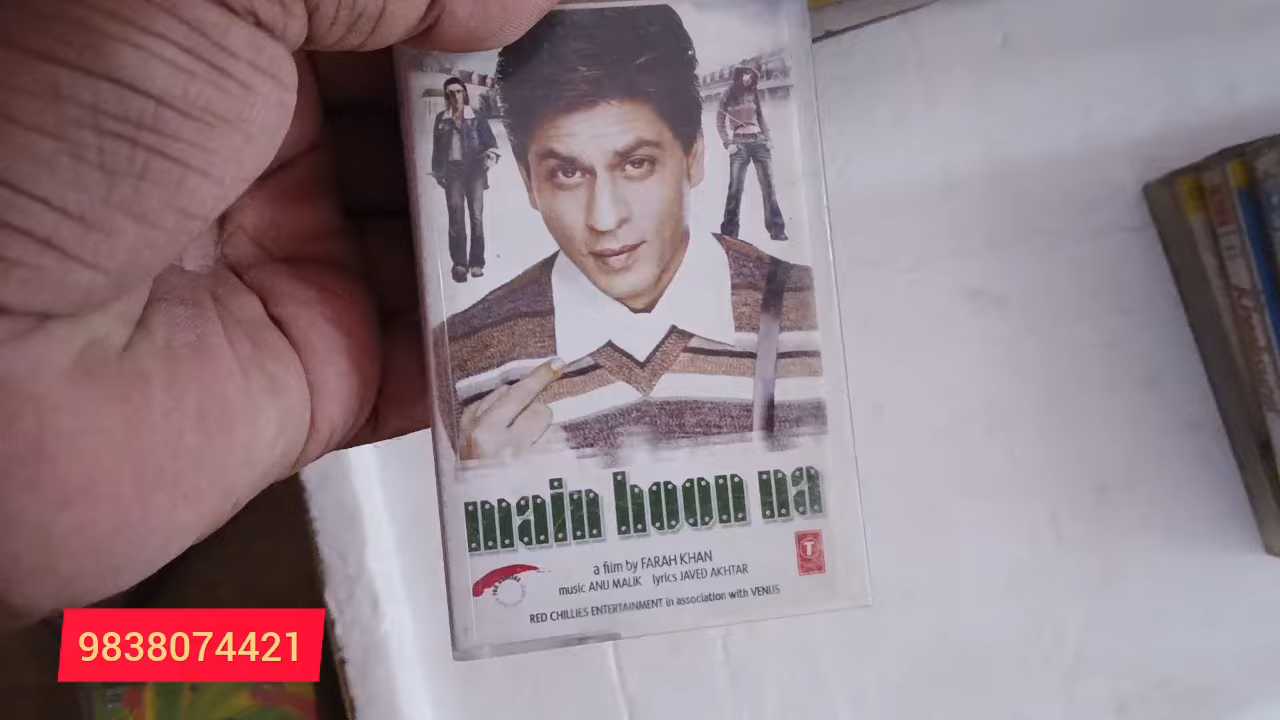 main hoon na
a film by FARAH KHAN
music ANU MALIK lyrics JAVED AKHTAR
RED CHILLIES ENTERTAINMENT in association with VENUS
T
9838074421